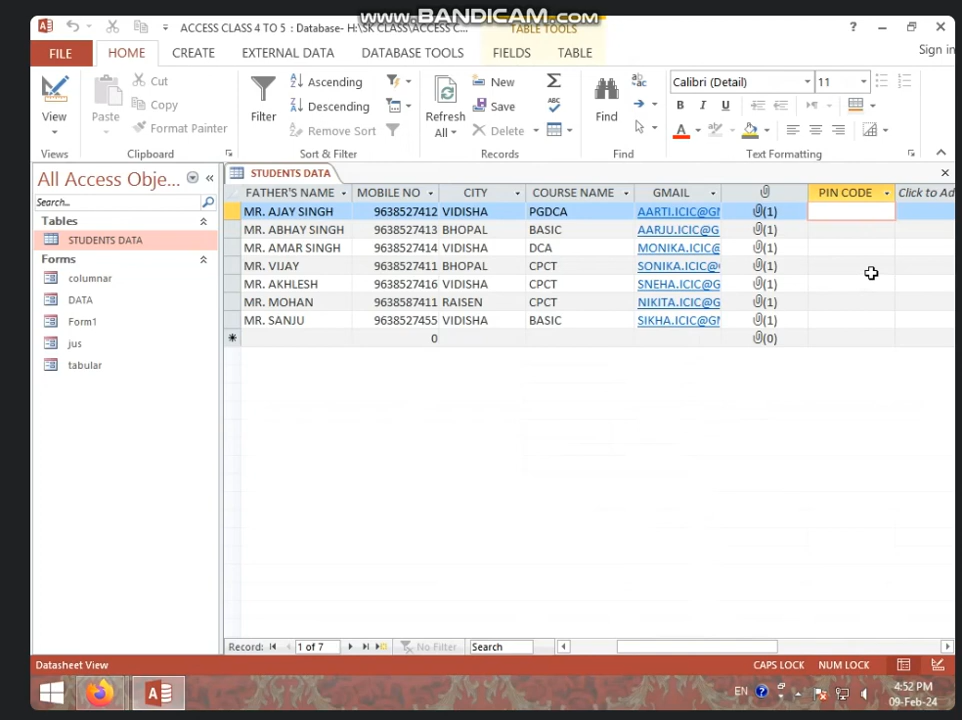 www.BANDICAM.com
ACCESS CLASS 4 TO 5 : Database- H:\SK CLASS\ACCESS C...
TABLE TOOLS
?
Sign in
FILE
HOME
CREATE
EXTERNAL DATA
DATABASE TOOLS
FIELDS
TABLE
View
Views
Paste
Cut
Copy
Format Painter
Clipboard
Filter
Ascending
Descending
Remove Sort
Sort & Filter
Refresh
All
New
Save
Delete
Records
Find
Find
Calibri (Detail)
11
B I U
A
Text Formatting
All Access Obje...
Search...
Tables
STUDENTS DATA
Forms
columnar
DATA
Form1
jus
tabular
STUDENTS DATA
FATHER'S NAME MOBILE NO CITY COURSE NAME GMAIL PIN CODE Click to Ad
MR. AJAY SINGH 9638527412 VIDISHA PGDCA AARTI.ICIC@GM (1)
MR. ABHAY SINGH 9638527413 BHOPAL BASIC AARJU.ICIC@G (1)
MR. AMAR SINGH 9638527414 VIDISHA DCA MONIKA.ICIC@ (1)
MR. VIJAY 9638527411 BHOPAL CPCT SONIKA.ICIC@ (1)
MR. AKHLESH 9638527416 VIDISHA CPCT SNEHA.ICIC@G (1)
MR. MOHAN 9638587411 RAISEN CPCT NIKITA.ICIC@G (1)
MR. SANJU 9638527455 VIDISHA BASIC SIKHA.ICIC@GM (1)
0 (0)
Record: 1 of 7 No Filter Search
Datasheet View
CAPS LOCK NUM LOCK
EN
4:52 PM
09-Feb-24